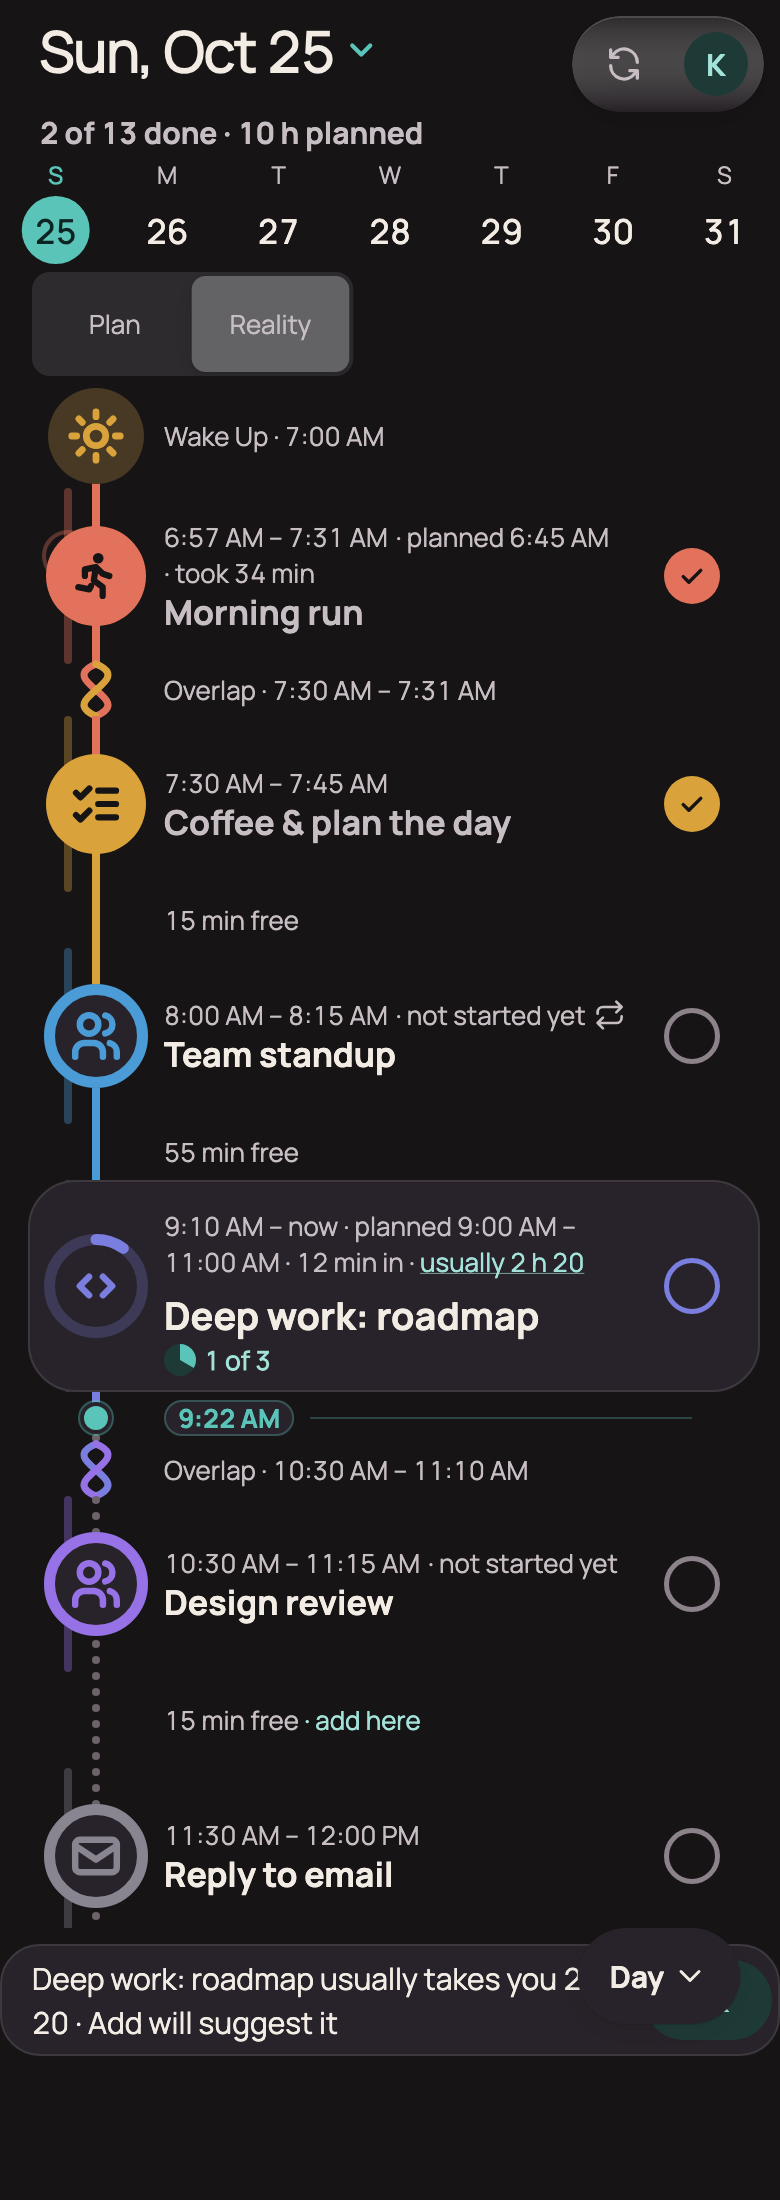 Sun, Oct 25
K
2 of 13 done · 10 h planned
S M T W T F S
25 26 27 28 29 30 31
Plan Reality
Wake Up · 7:00 AM
6:57 AM – 7:31 AM · planned 6:45 AM
· took 34 min
Morning run
Overlap · 7:30 AM – 7:31 AM
7:30 AM – 7:45 AM
Coffee & plan the day
15 min free
8:00 AM – 8:15 AM · not started yet
Team standup
55 min free
9:10 AM – now · planned 9:00 AM –
11:00 AM · 12 min in · usually 2 h 20
Deep work: roadmap
1 of 3
9:22 AM
Overlap · 10:30 AM – 11:10 AM
10:30 AM – 11:15 AM · not started yet
Design review
15 min free · add here
11:30 AM – 12:00 PM
Reply to email
Deep work: roadmap usually takes you 2
20 · Add will suggest it
Day